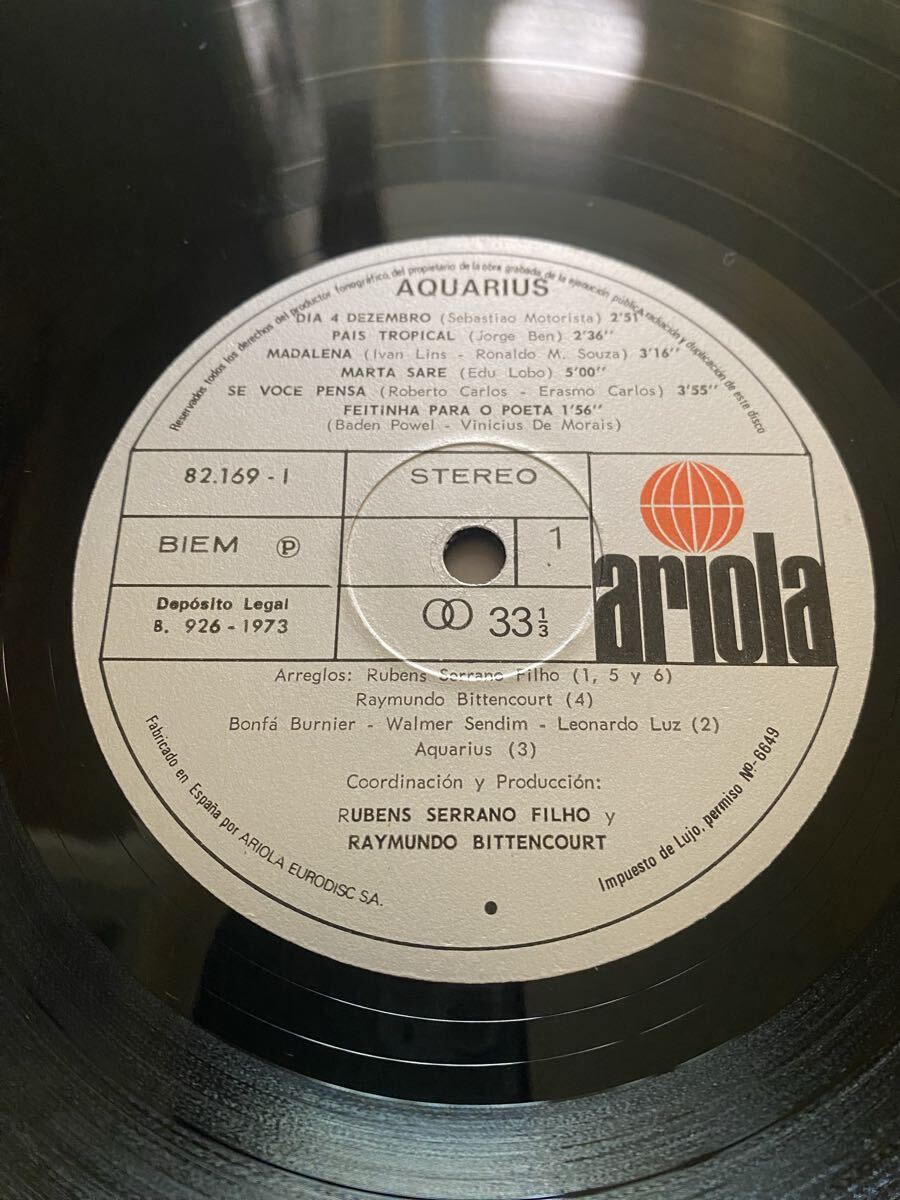 Reservados todos los derechos del productor fonográfico, del propietario de la obra grabada, de la ejecución pública, radiación y duplicación de este disco
AQUARIUS
DIA 4 DEZEMBRO (Sebastiao Motorista) 2'51"
PAIS TROPICAL (Jorge Ben) 2'36''
MADALENA (Ivan Lins - Ronaldo M. Souza) 3'16''
MARTA SARE (Edu Lobo) 5'00''
SE VOCE PENSA (Roberto Carlos - Erasmo Carlos) 3'55''
FEITINHA PARA O POETA 1'56''
(Baden Powel - Vinicius De Morais)
82.169 - I
STEREO
BIEM Ⓟ
1
Depósito Legal
B. 926 - 1973
33 1/3
ariola
Arreglos: Rubens Serrano Filho (1, 5 y 6)
Raymundo Bittencourt (4)
Bonfá Burnier - Walmer Sendim - Leonardo Luz (2)
Aquarius (3)
Coordinación y Producción:
RUBENS SERRANO FILHO y
RAYMUNDO BITTENCOURT
Fabricado en España por ARIOLA EURODISC S.A.
Impuesto de Lujo, permiso Nº- 6649